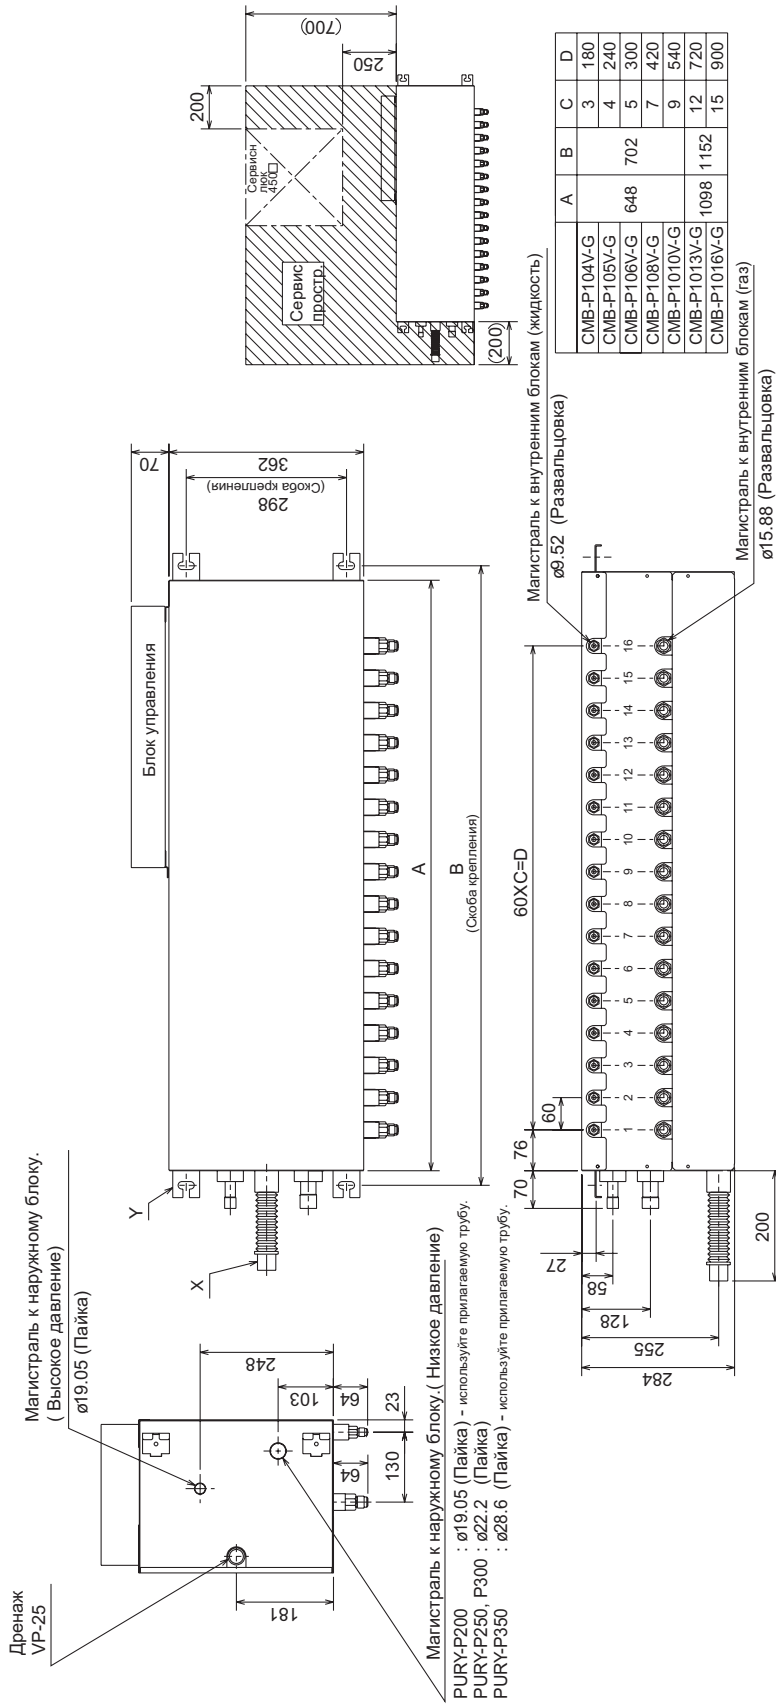 Дренаж
VP-25
Магистраль к наружному блоку.
( Высокое давление)
ø19.05 (Пайка)
181
248
103
64
64
23
130
Магистраль к наружному блоку.( Низкое давление)
PURY-P200 : ø19.05 (Пайка) - используйте прилагаемую трубу.
PURY-P250, P300 : ø22.2 (Пайка)
PURY-P350 : ø28.6 (Пайка) - используйте прилагаемую трубу.
X
Y
Блок управления
70
298
(Скоба крепления)
362
A
B
(Скоба крепления)
200
(700)
250
Сервисн
люк
450□
Сервис
простр.
(200)
70
76
60
60XC=D
27
58
128
255
284
200
1
2
3
4
5
6
7
8
9
10
11
12
13
14
15
16
Магистраль к внутренним блокам (жидкость)
ø9.52 (Развальцовка)
Магистраль к внутренним блокам (газ)
ø15.88 (Развальцовка)
A B C D
CMB-P104V-G 648 702 3 180
CMB-P105V-G 4 240
CMB-P106V-G 5 300
CMB-P108V-G 7 420
CMB-P1010V-G 9 540
CMB-P1013V-G 1098 1152 12 720
CMB-P1016V-G 15 900